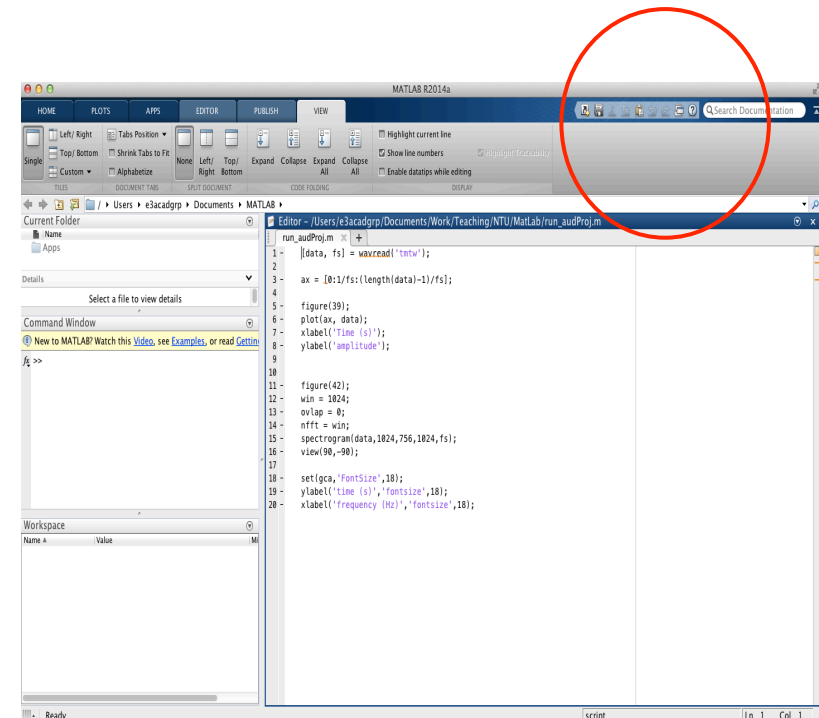 MATLAB R2014a
HOME PLOTS APPS EDITOR PUBLISH VIEW Search Documentation
Left/ Right Tabs Position Highlight current line
Top/ Bottom Shrink Tabs to Fit Show line numbers Highlight Traceability
Single Custom Alphabetize None Left/ Right Top/ Bottom Expand Collapse Expand All Collapse All Enable datatips while editing
TILES DOCUMENT TABS SPLIT DOCUMENT CODE FOLDING DISPLAY
/ Users e3acadgrp Documents MATLAB
Current Folder
Name
Apps
Details
Select a file to view details
Command Window
New to MATLAB? Watch this Video, see Examples, or read Gettin
fx >>
Workspace
Name Value Mi
Editor - /Users/e3acadgrp/Documents/Work/Teaching/NTU/MatLab/run_audProj.m
run_audProj.m × +
1 - [data, fs] = wavread('tmtw');
2
3 - ax = [0:1/fs:(length(data)-1)/fs];
4
5 - figure(39);
6 - plot(ax, data);
7 - xlabel('Time (s)');
8 - ylabel('amplitude');
9
10
11 - figure(42);
12 - win = 1024;
13 - ovlap = 0;
14 - nfft = win;
15 - spectrogram(data,1024,756,1024,fs);
16 - view(90,-90);
17
18 - set(gca,'FontSize',18);
19 - ylabel('time (s)','fontsize',18);
20 - xlabel('frequency (Hz)','fontsize',18);
Ready script Ln 1 Col 1